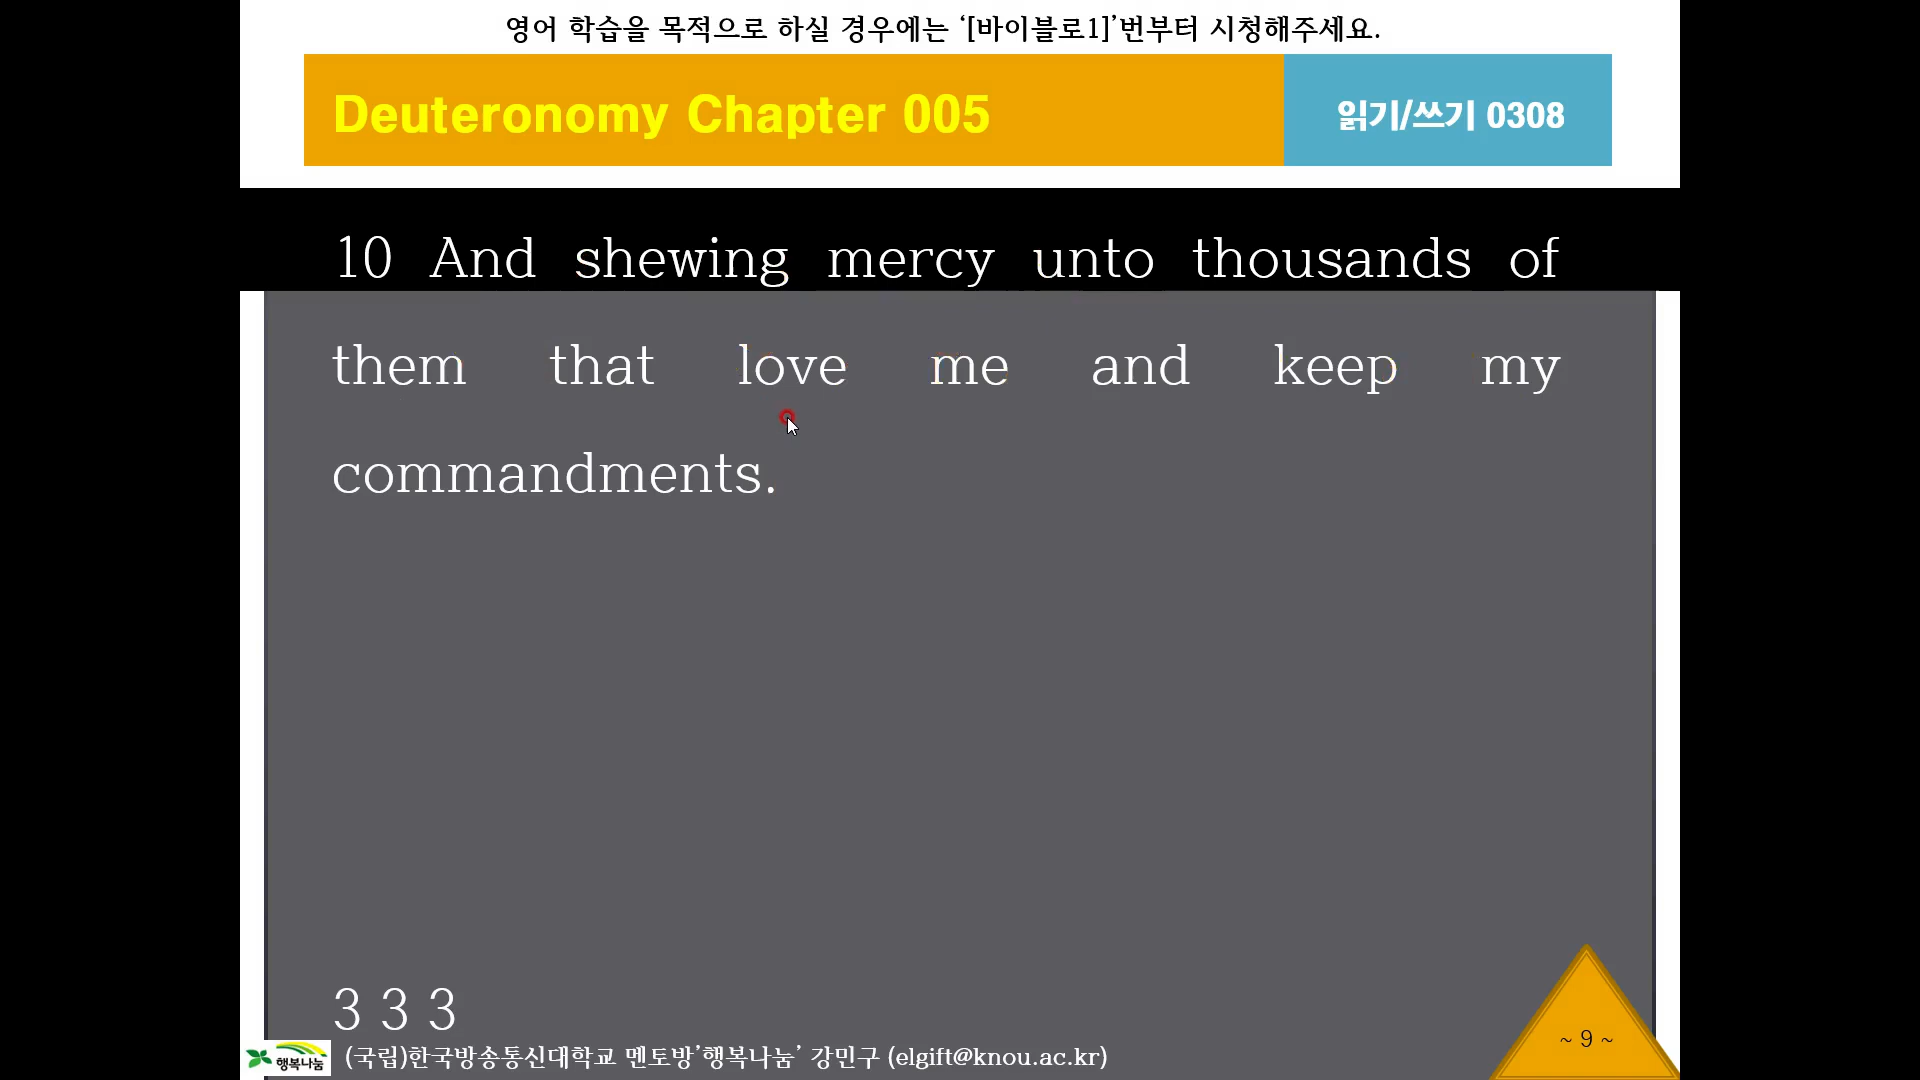 영어 학습을 목적으로 하실 경우에는 ‘[바이블로1]’번부터 시청해주세요.
Deuteronomy Chapter 005
읽기/쓰기 0308
10 And shewing mercy unto thousands of
them that love me and keep my
commandments.
3 3 3
~ 9 ~
행복나눔
(국립)한국방송통신대학교 멘토방’행복나눔’ 강민구 (elgift@knou.ac.kr)